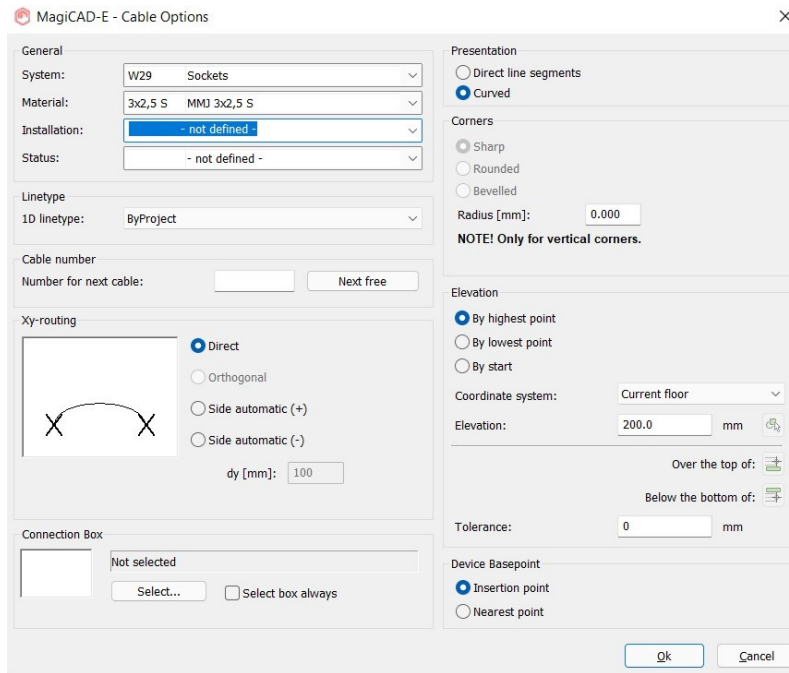 MagiCAD-E - Cable Options
General
System: W29 Sockets
Material: 3x2,5 S MMJ 3x2,5 S
Installation: - not defined -
Status: - not defined -
Linetype
1D linetype: ByProject
Cable number
Number for next cable: Next free
Xy-routing
Direct
Orthogonal
Side automatic (+)
Side automatic (-)
dy [mm]: 100
Connection Box
Not selected
Select...
Select box always
Presentation
Direct line segments
Curved
Corners
Sharp
Rounded
Bevelled
Radius [mm]: 0.000
NOTE! Only for vertical corners.
Elevation
By highest point
By lowest point
By start
Coordinate system: Current floor
Elevation: 200.0 mm
Over the top of:
Below the bottom of:
Tolerance: 0 mm
Device Basepoint
Insertion point
Nearest point
Ok
Cancel